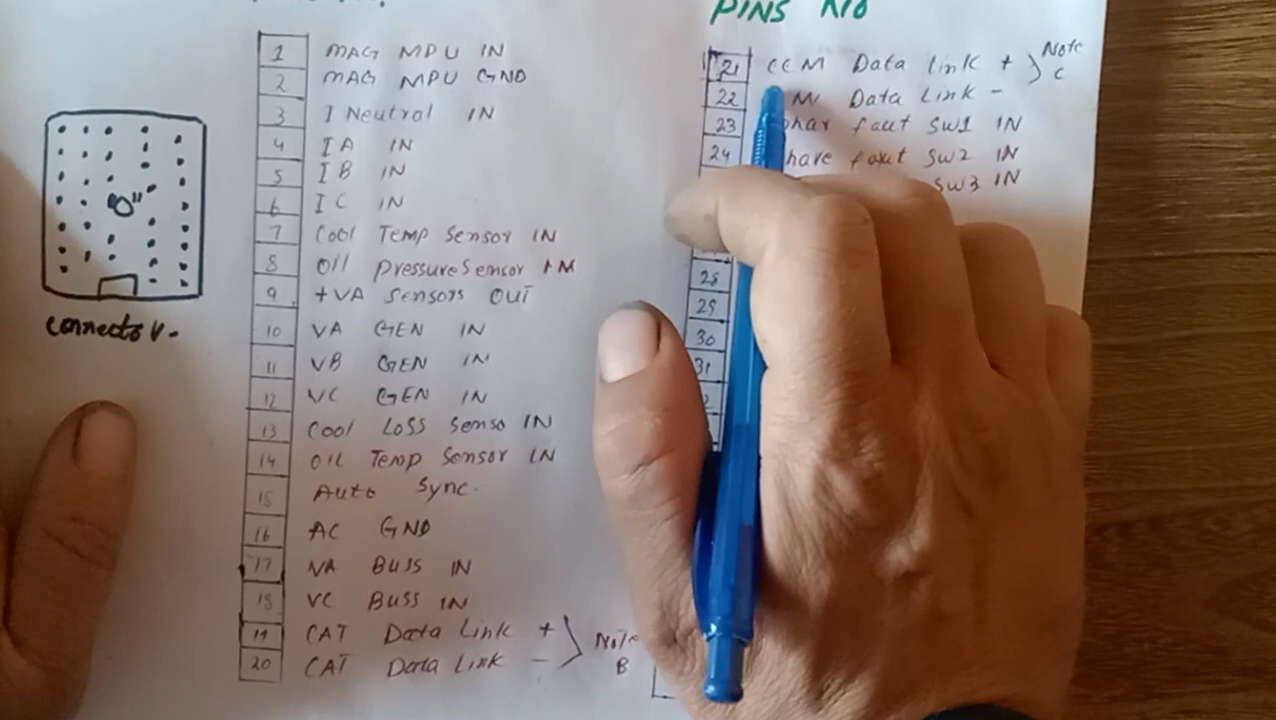 PINS
1 MAG MPU IN
2 MAG MPU GND
3 I Neutral IN
4 IA IN
5 IB IN
6 IC IN
7 Cool Temp Sensor IN
8 OIl pressure Sensor
9 +VA Sensors OUT
10 VA GEN IN
11 VB GEN IN
12 VC GEN IN
13 Cool Loss Senso IN
14 OIL Temp Sensor IN
15 Auto Sync.
16 AC GND
17 VA BUSS IN
18 VC BUSS IN
19 CAT Data Link +
20 CAT Data Link -
Note
B
connecto
21 CCM Data link +
22 M Data Link -
Note
C
23 faut SW1 IN
24 SW2 IN
SW3 IN
28
29
30
31